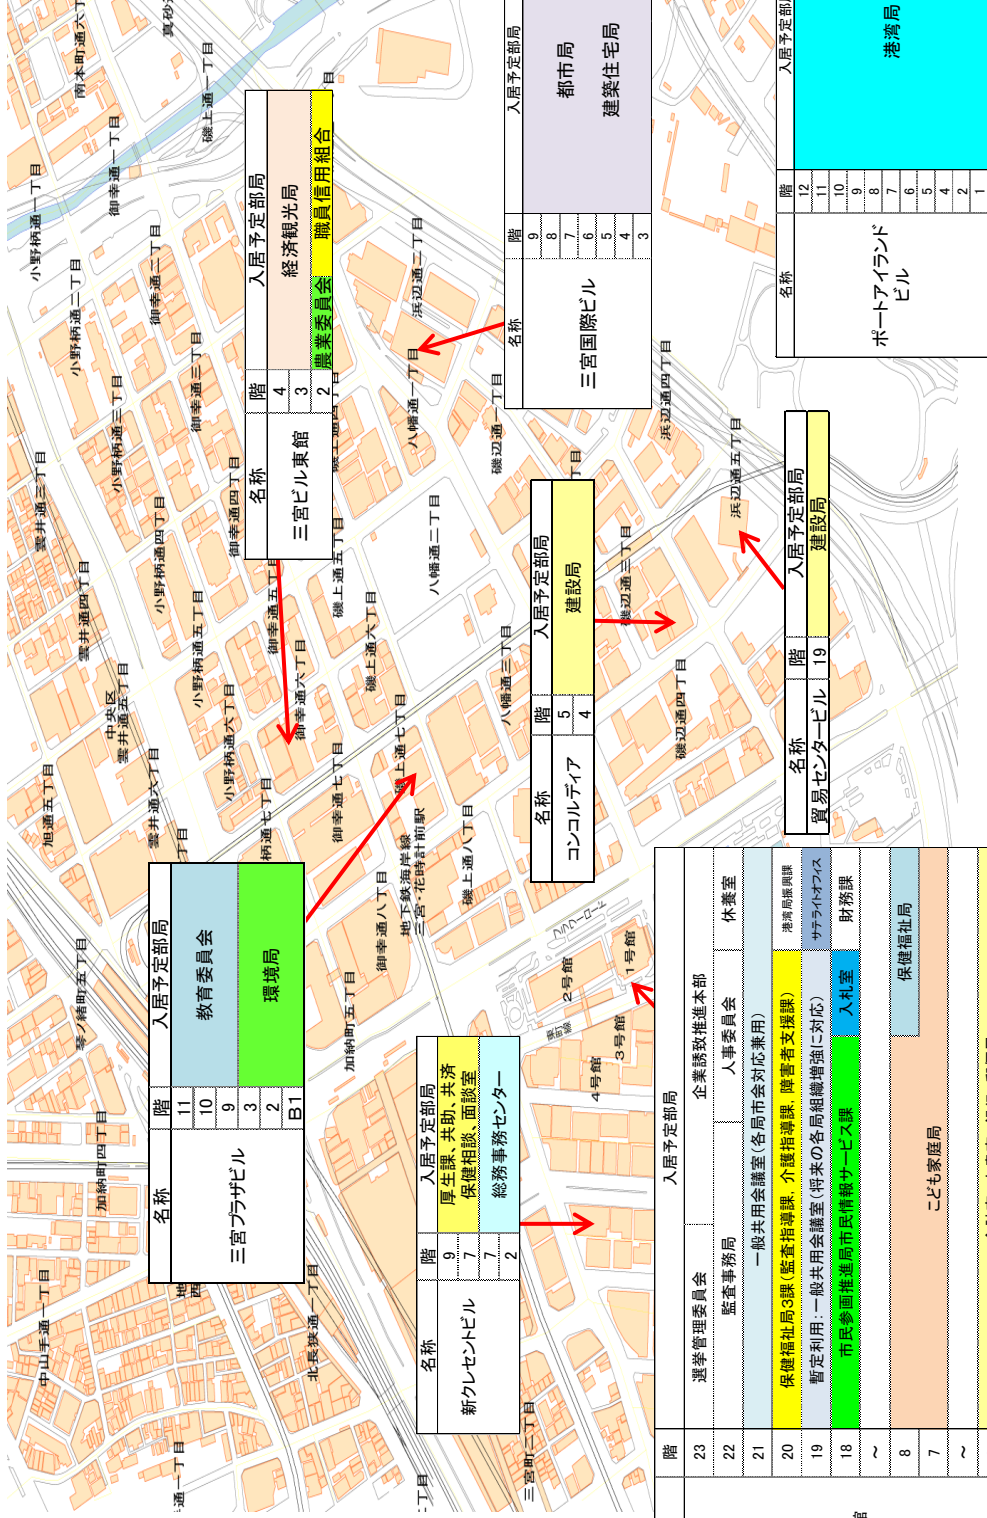 名称
階
入居予定部局
三宮プラザビル
11
10
9
3
2
B1
教育委員会
環境局
名称
階
入居予定部局
三宮ビル東館
4
3
2
経済観光局
農業委員会
職員信用組合
名称
階
入居予定部局
新クレセントビル
9
7
7
2
厚生課、共助、共済
保健相談、面談室
総務事務センター
名称
階
入居予定部局
コンコルディア
5
4
建設局
名称
階
入居予定部局
三宮国際ビル
9
8
7
6
5
4
3
都市局
建築住宅局
名称
階
入居予定部局
貿易センタービル
19
建設局
名称
階
入居予定部局
ポートアイランド
ビル
12
11
10
9
8
7
6
5
4
2
1
港湾局
階
入居予定部局
23
選挙管理委員会
企業誘致推進本部
22
監査事務局
人事委員会
休養室
21
一般共用会議室(各局市会対応兼用)
20
保健福祉局3課(監査指導課、介護指導課、障害者支援課)
港湾局振興課
19
暫定利用:一般共用会議室(将来の各局組織増強に対応)
サテライトオフィス
18
市民参画推進局市民情報サービス課
入札室
財務課
~
8
保健福祉局
7
こども家庭局
~
館
中山手通一丁目
加納町四丁目
琴ノ緒町五丁目
旭通五丁目
中央区
雲井通五丁目
雲井通四丁目
雲井通三丁目
雲井通六丁目
小野柄通一丁目
小野柄通二丁目
小野柄通三丁目
小野柄通四丁目
小野柄通五丁目
小野柄通六丁目
柄通七丁目
南本町通六丁
真砂通
磯上通一丁目
御幸通一丁目
御幸通二丁目
御幸通三丁目
御幸通四丁目
御幸通五丁目
御幸通六丁目
御幸通七丁目
御幸通八丁目
磯上通四丁目
磯上通五丁目
磯上通六丁目
磯上通七丁目
磯上通八丁目
地下鉄海岸線
三宮・花時計前駅
加納町五丁目
北長狭通一丁目
三宮町二丁目
八幡通一丁目
八幡通二丁目
八幡通三丁目
浜辺通二丁目
浜辺通四丁目
浜辺通五丁目
磯辺通一丁目
磯辺通三丁目
磯辺通四丁目
フラワーロード
1号館
2号館
3号館
4号館